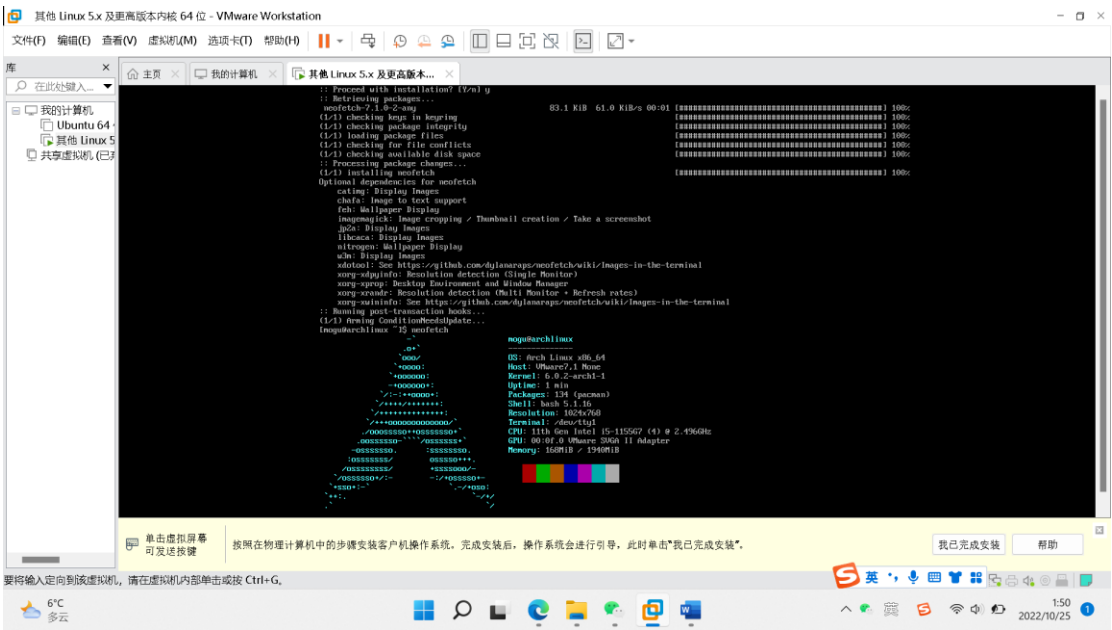 其他 Linux 5.x 及更高版本内核 64 位 - VMware Workstation
文件(F) 编辑(E) 查看(V) 虚拟机(M) 选项卡(T) 帮助(H)
库
在此处键入...
我的计算机
Ubuntu 64
其他 Linux 5
共享虚拟机 (已弃
主页
我的计算机
其他 Linux 5.x 及更高版本...
:: Proceed with installation? [Y/n] y
:: Retrieving packages...
neofetch-7.1.0-2-any 83.1 KiB 61.0 KiB/s 00:01 [####################################] 100%
(1/1) checking keys in keyring [####################################] 100%
(1/1) checking package integrity [####################################] 100%
(1/1) loading package files [####################################] 100%
(1/1) checking for file conflicts [####################################] 100%
(1/1) checking available disk space [####################################] 100%
:: Processing package changes...
(1/1) installing neofetch [####################################] 100%
Optional dependencies for neofetch
catimg: Display Images
chafa: Image to text support
feh: Wallpaper Display
imagemagick: Image cropping / Thumbnail creation / Take a screenshot
jp2a: Display Images
libcaca: Display Images
nitrogen: Wallpaper Display
w3m: Display Images
xdotool: See https://github.com/dylanaraps/neofetch/wiki/Images-in-the-terminal
xorg-xdpyinfo: Resolution detection (Single Monitor)
xorg-xprop: Desktop Environment and Window Manager
xorg-xrandr: Resolution detection (Multi Monitor + Refresh rates)
xorg-xwininfo: See https://github.com/dylanaraps/neofetch/wiki/Images-in-the-terminal
:: Running post-transaction hooks...
(1/1) Arming ConditionNeedsUpdate...
[mogu@archlinux ~]$ neofetch
mogu@archlinux
--------------
OS: Arch Linux x86_64
Host: VMware7,1 None
Kernel: 6.0.2-arch1-1
Uptime: 1 min
Packages: 134 (pacman)
Shell: bash 5.1.16
Resolution: 1024x768
Terminal: /dev/tty1
CPU: 11th Gen Intel i5-1155G7 (4) @ 2.496GHz
GPU: 00:0f.0 VMware SVGA II Adapter
Memory: 168MiB / 1940MiB
单击虚拟屏幕
可发送按键
按照在物理计算机中的步骤安装客户机操作系统。完成安装后，操作系统会进行引导，此时单击"我已完成安装"。
我已完成安装
帮助
要将输入定向到该虚拟机，请在虚拟机内部单击或按 Ctrl+G。
英
6°C
多云
英
1:50
2022/10/25
1